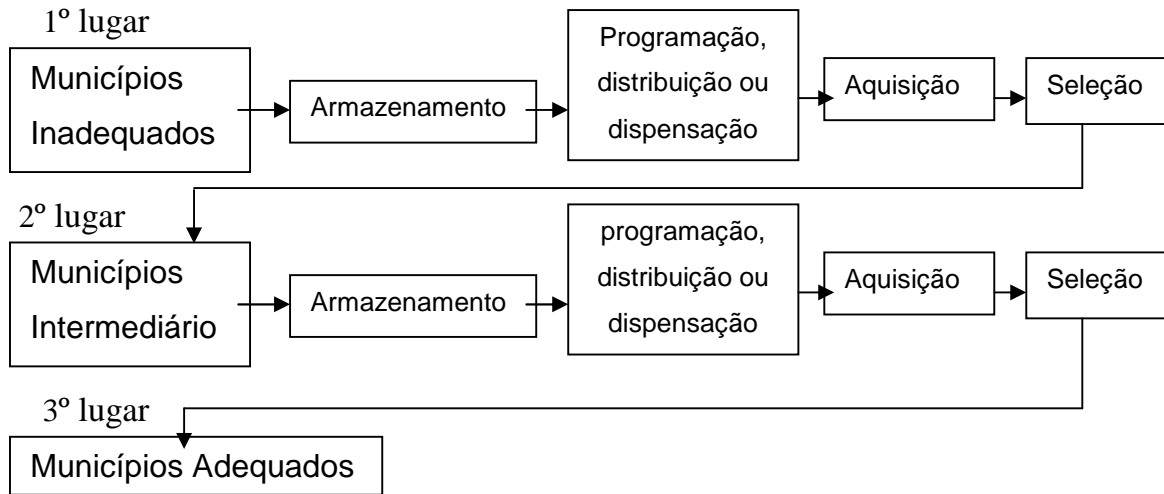 1º lugar
Municípios
Inadequados
Armazenamento
Programação,
distribuição ou
dispensação
Aquisição
Seleção
2º lugar
Municípios
Intermediário
Armazenamento
programação,
distribuição ou
dispensação
Aquisição
Seleção
3º lugar
Municípios Adequados